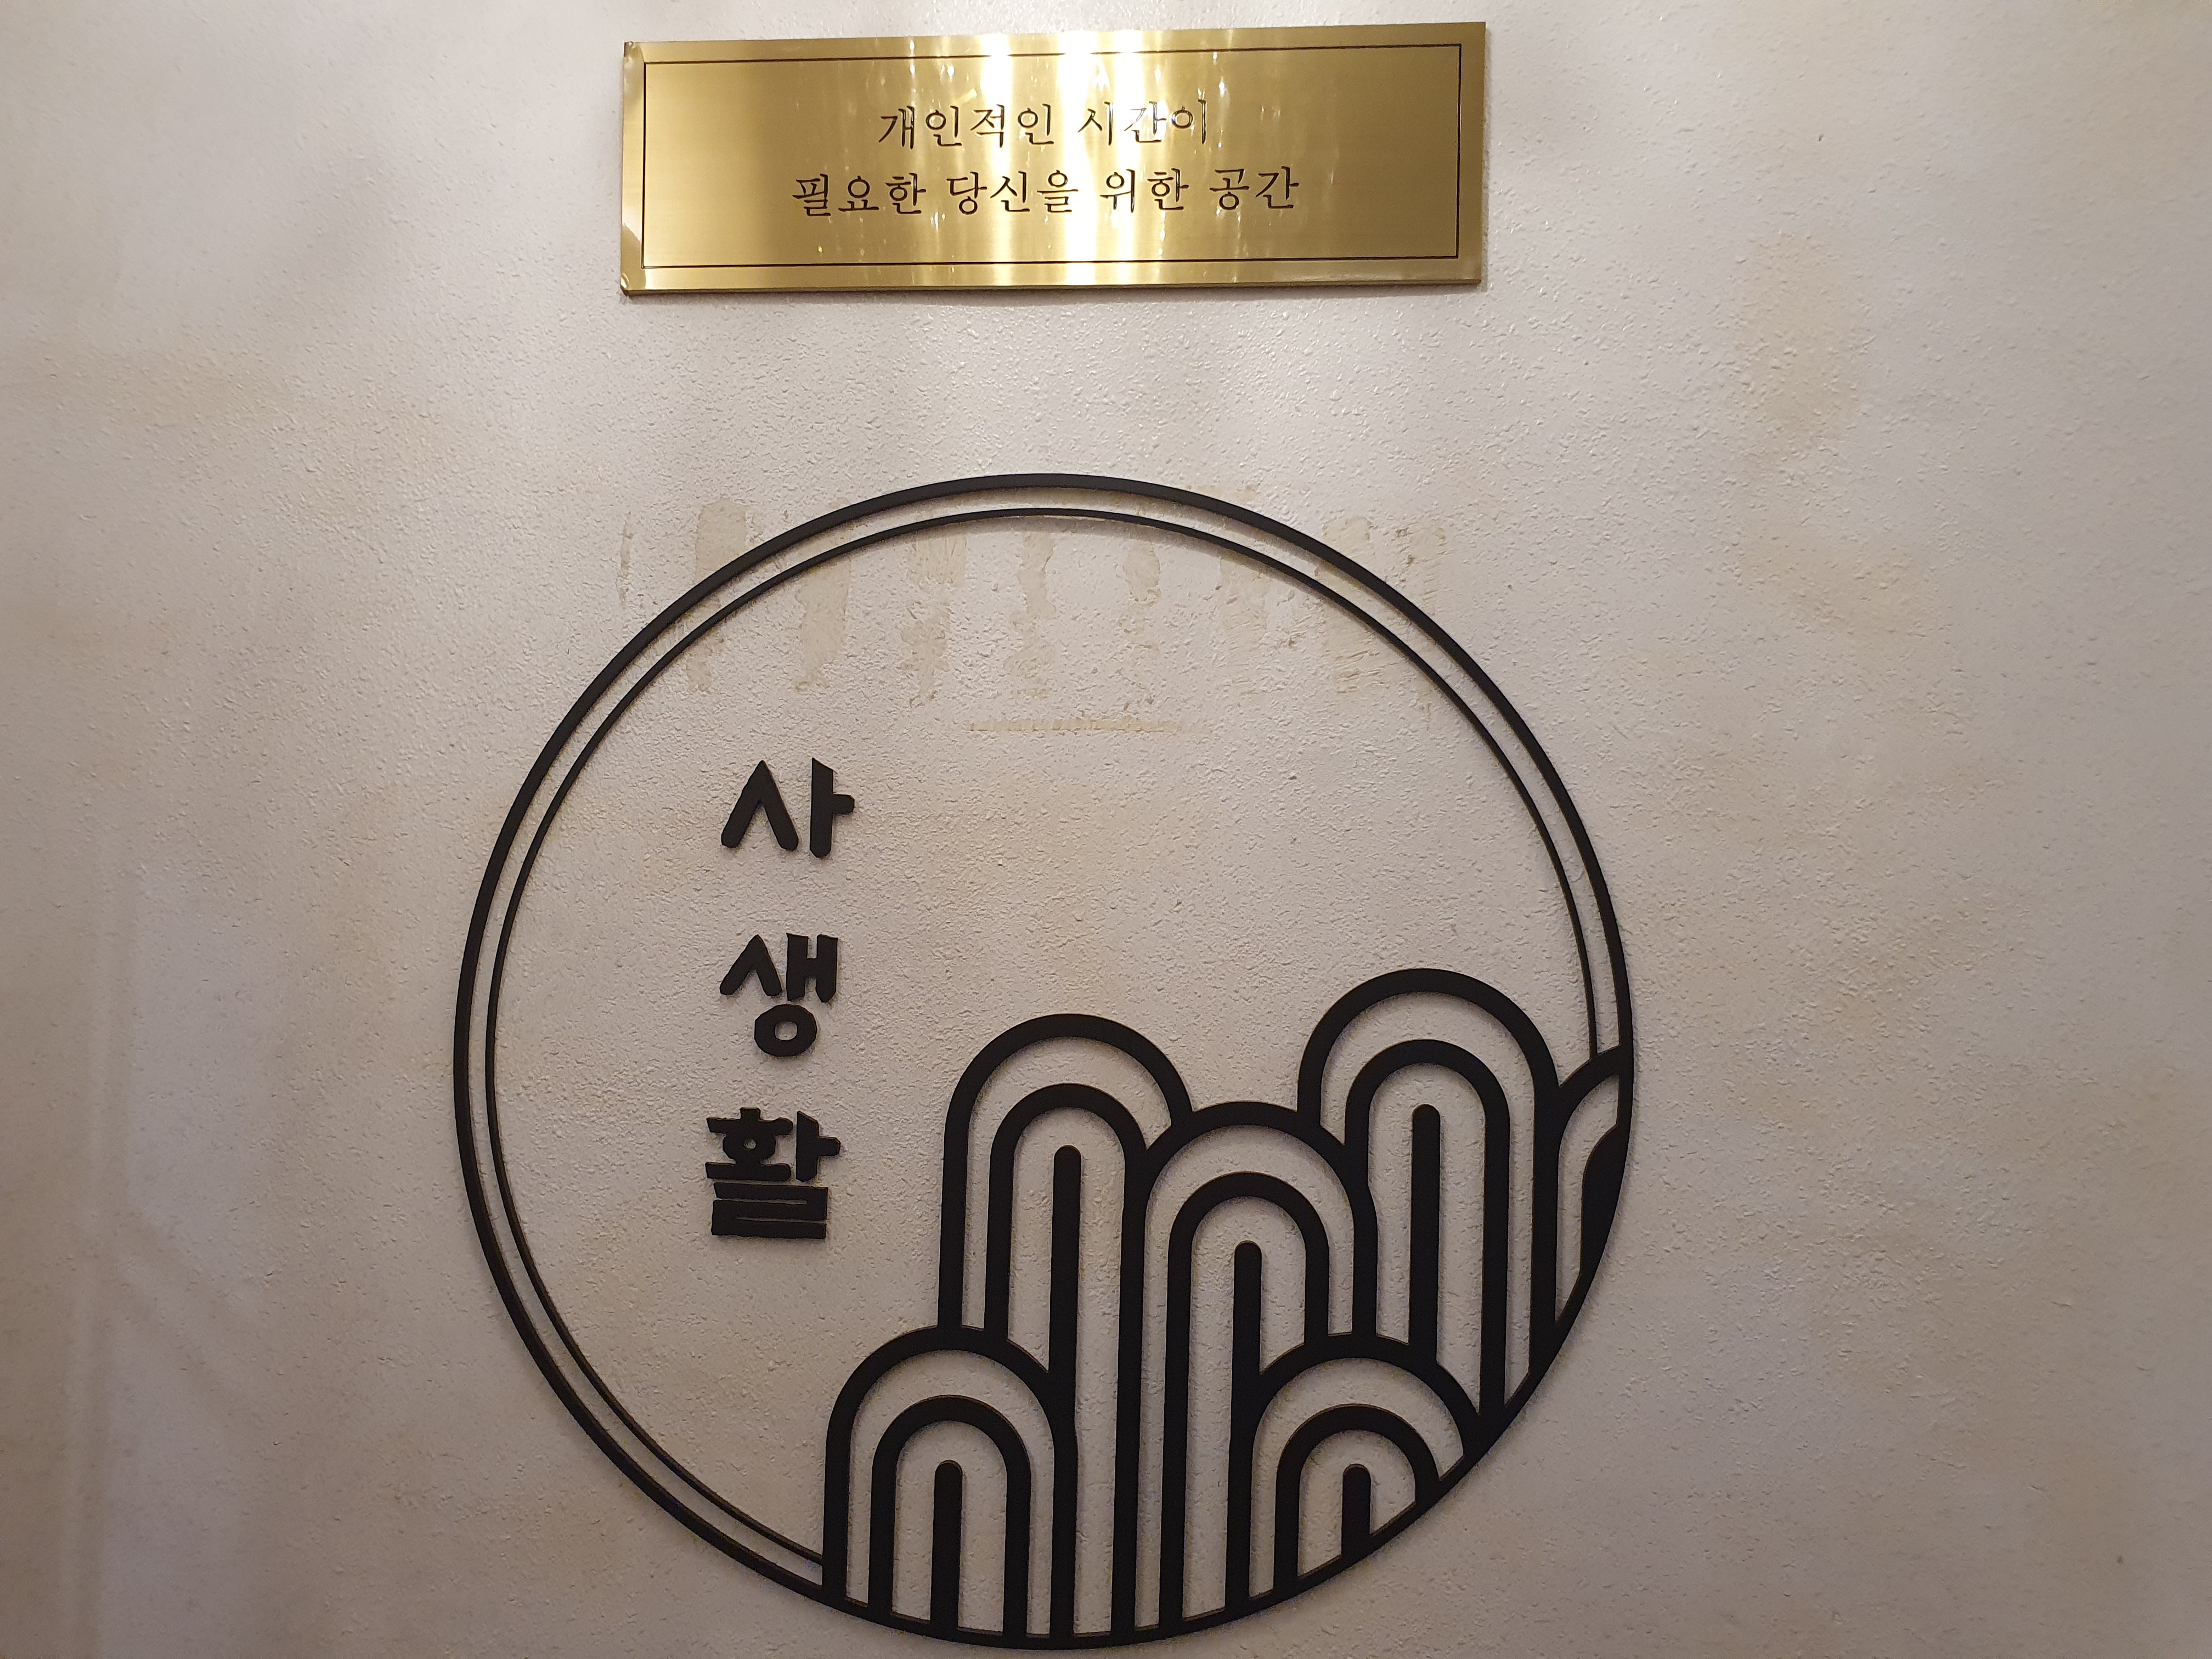 개인적인 시간이
필요한 당신을 위한 공간
사
생
활